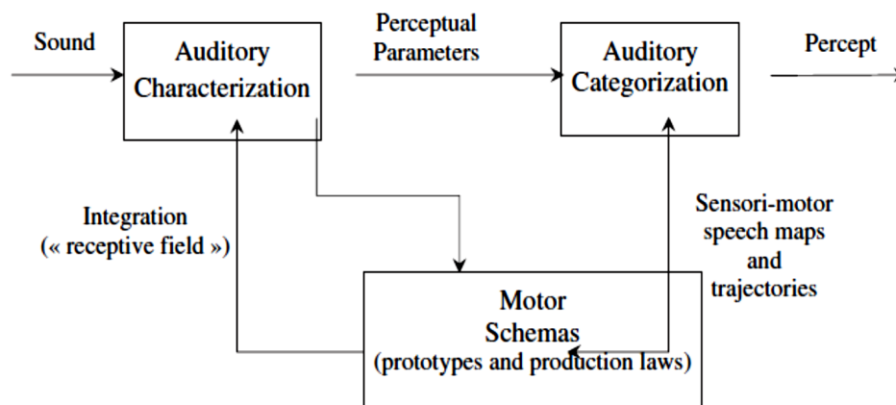 Sound
Auditory
Characterization
Perceptual
Parameters
Auditory
Categorization
Percept
Integration
(« receptive field »)
Sensori-motor
speech maps
and
trajectories
Motor
Schemas
(prototypes and production laws)